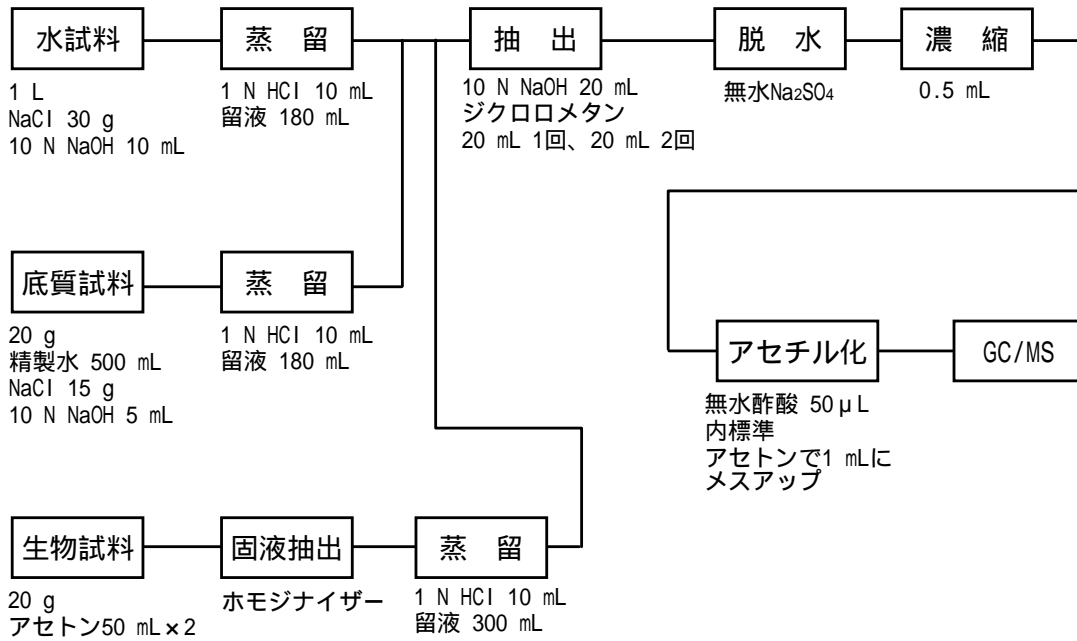 水試料
1 L
NaCl 30 g
10 N NaOH 10 mL
蒸 留
1 N HCl 10 mL
留液 180 mL
抽 出
10 N NaOH 20 mL
ジクロロメタン
20 mL 1回、20 mL 2回
脱 水
無水Na₂SO₄
濃 縮
0.5 mL
底質試料
20 g
精製水 500 mL
NaCl 15 g
10 N NaOH 5 mL
蒸 留
1 N HCl 10 mL
留液 180 mL
アセチル化
無水酢酸 50μL
内標準
アセトンで1 mLに
メスアップ
GC/MS
生物試料
20 g
アセトン50 mL×2
固液抽出
ホモジナイザー
蒸 留
1 N HCl 10 mL
留液 300 mL